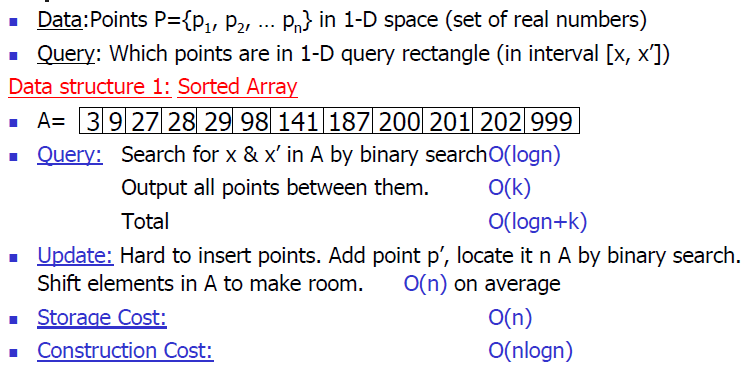 Data:Points P={p1, p2, ... pn} in 1-D space (set of real numbers)
Query: Which points are in 1-D query rectangle (in interval [x, x′])
Data structure 1: Sorted Array
A= 3 9 27 28 29 98 141 187 200 201 202 999
Query: Search for x & x′ in A by binary searchO(logn)
Output all points between them. O(k)
Total O(logn+k)
Update: Hard to insert points. Add point p′, locate it n A by binary search.
Shift elements in A to make room. O(n) on average
Storage Cost: O(n)
Construction Cost: O(nlogn)